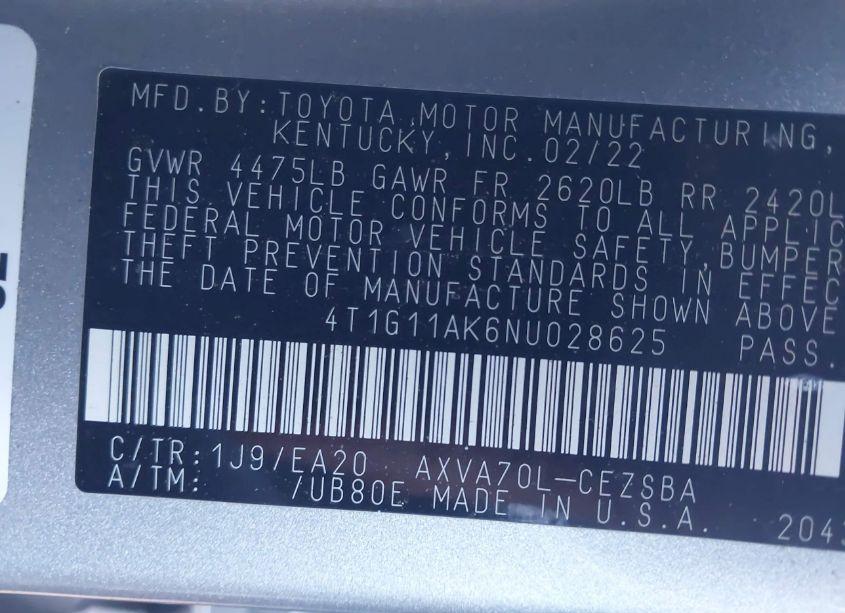 MFD.BY:TOYOTA MOTOR MANUFACTURING,
KENTUCKY,INC.02/22
GVWR 4475LB GAWR FR 2620LB RR 2420L
THIS VEHICLE CONFORMS TO ALL APPLIC
FEDERAL MOTOR VEHICLE SAFETY,BUMPER
THEFT PREVENTION STANDARDS IN EFFEC
THE DATE OF MANUFACTURE SHOWN ABOVE
4T1G11AK6NU028625 PASS.
C/TR:1J9/EA20 AXVA70L-CEZSBA
A/TM: /UB80E MADE IN U.S.A. 204